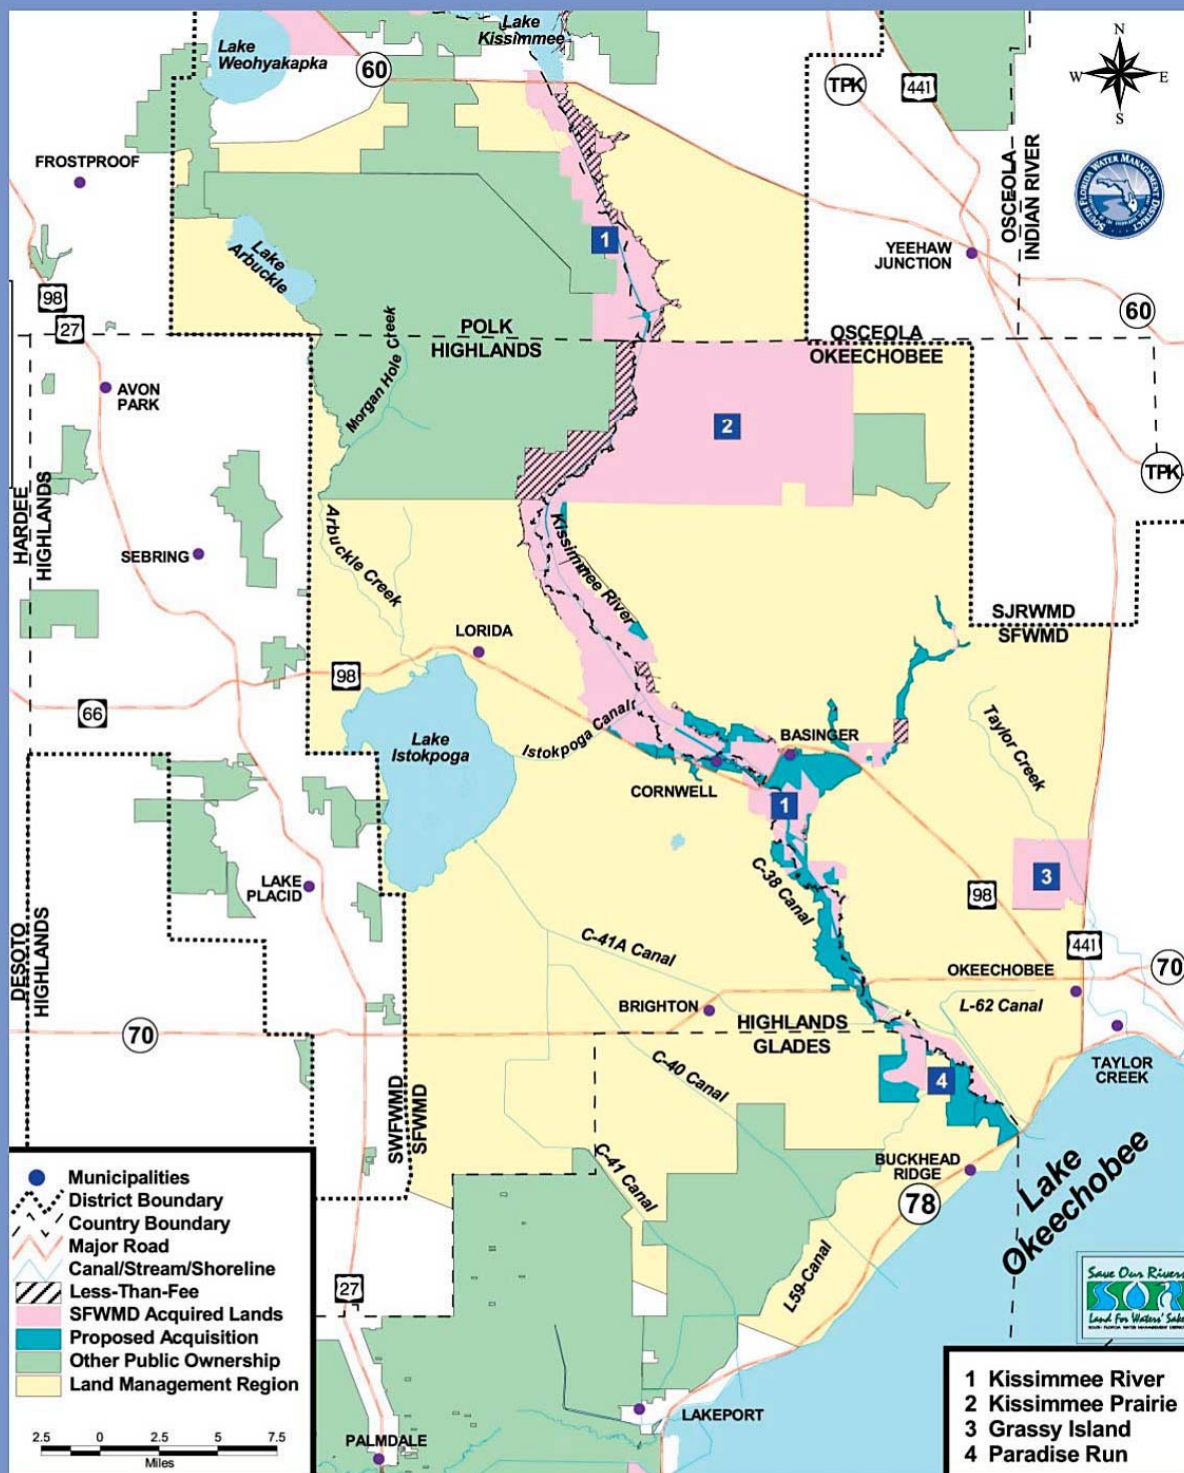 Lake
Kissimmee
Lake
Weohyakapka
60
TPK
441
N
W E
S
FROSTPROOF
OSCEOLA
INDIAN RIVER
SOUTH FLORIDA WATER MANAGEMENT DISTRICT
1
YEEHAW
JUNCTION
Lake
Arbuckle
98
27
60
POLK
HIGHLANDS
OSCEOLA
OKEECHOBEE
Morgan Hole Creek
AVON
PARK
2
TPK
HARDEE
HIGHLANDS
Arbuckle Creek
Kissimmee River
SEBRING
SJRWMD
SFWMD
LORIDA
98
66
Istokpoga Canalt
Taylor Creek
Lake
Istokpoga
BASINGER
CORNWELL
1
C-38 Canal
3
LAKE
PLACID
98
DESOTO
HIGHLANDS
C-41A Canal
441
OKEECHOBEE
70
BRIGHTON
L-62 Canal
70
HIGHLANDS
GLADES
C-40 Canal
4
TAYLOR
CREEK
SWFWMD
SFWMD
C-41 Canal
BUCKHEAD
RIDGE
78
Lake
Okeechobee
L59-Canal
27
Municipalities
District Boundary
Country Boundary
Major Road
Canal/Stream/Shoreline
Less-Than-Fee
SFWMD Acquired Lands
Proposed Acquisition
Other Public Ownership
Land Management Region
2.5 0 2.5 5 7.5
Miles
Save Our Rivers
Land For Waters' Sake
LAKEPORT
PALMDALE
1 Kissimmee River
2 Kissimmee Prairie
3 Grassy Island
4 Paradise Run